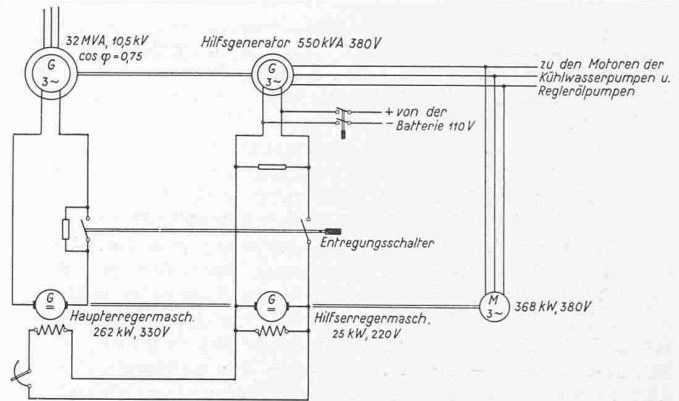 32 MVA, 10,5 kV
cos φ = 0,75
Hilfsgenerator 550 kVA 380 V
G
3~
G
3~
zu den Motoren der
Kühlwasserpumpen u.
Reglerölpumpen
+ von der
− Batterie 110 V
Entregungsschalter
G
=
G
=
M
3~
368 kW, 380 V
Haupterregermasch.
262 kW, 330 V
Hilfserregermasch.
25 kW, 220 V